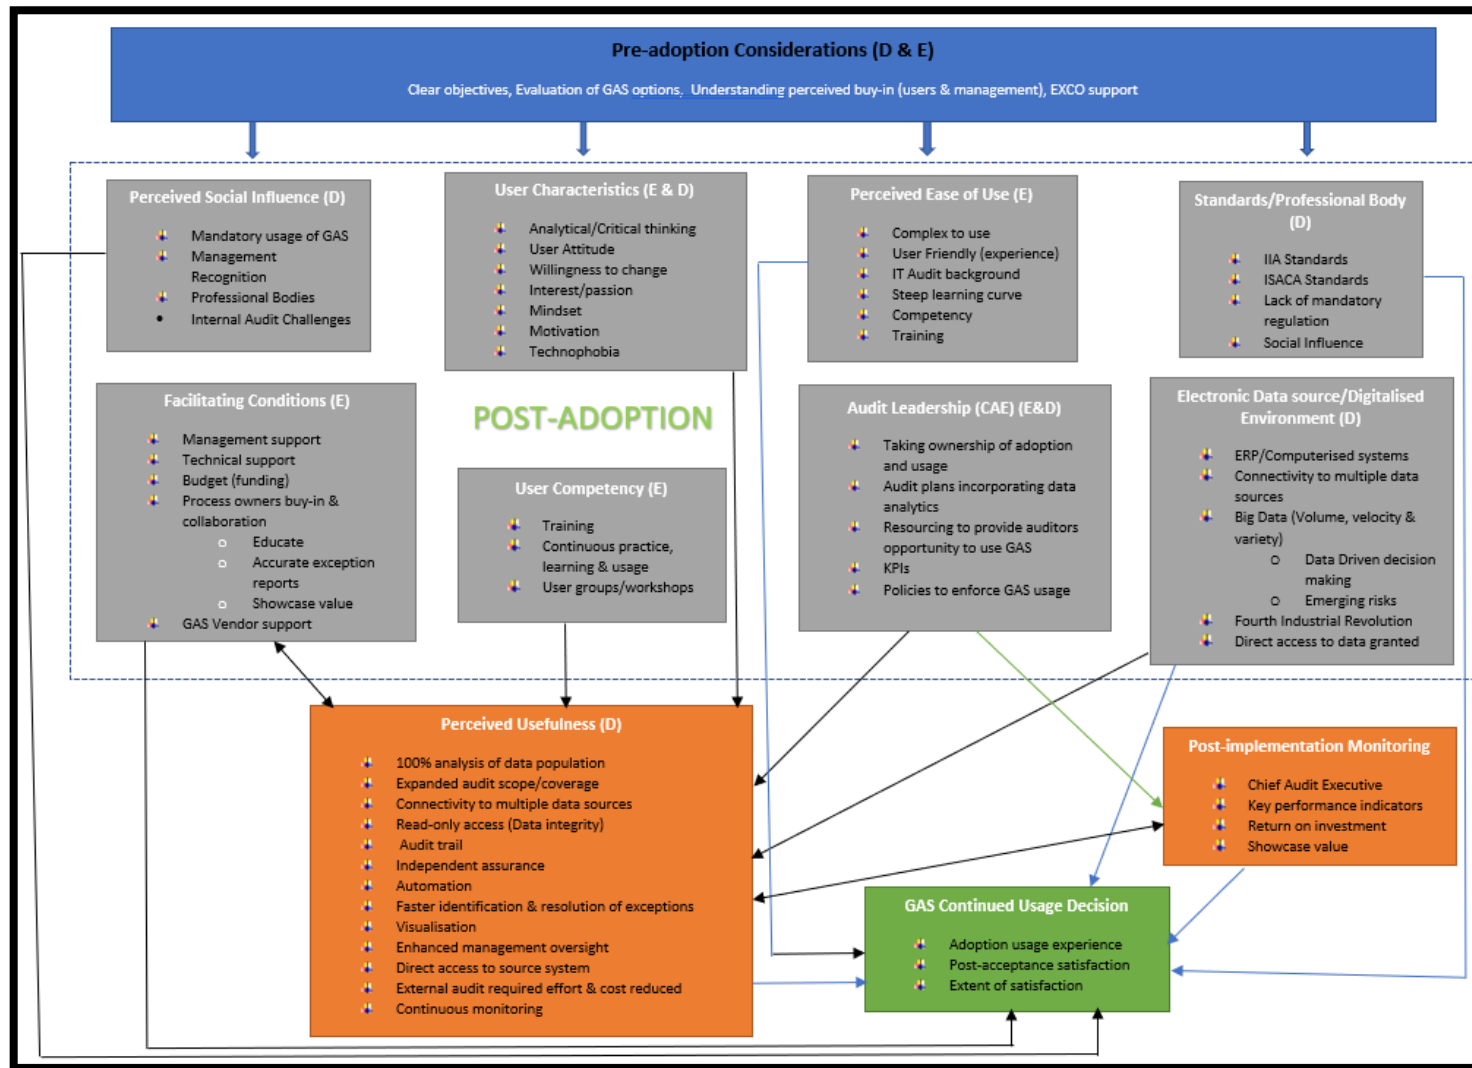 Pre-adoption Considerations (D & E)
Clear objectives, Evaluation of GAS options. Understanding perceived buy-in (users & management), EXCO support
Perceived Social Influence (D)
Mandatory usage of GAS
Management
Recognition
Professional Bodies
Internal Audit Challenges
User Characteristics (E & D)
Analytical/Critical thinking
User Attitude
Willingness to change
Interest/passion
Mindset
Motivation
Technophobia
Perceived Ease of Use (E)
Complex to use
User Friendly (experience)
IT Audit background
Steep learning curve
Competency
Training
Standards/Professional Body
(D)
IIA Standards
ISACA Standards
Lack of mandatory
regulation
Social Influence
Facilitating Conditions (E)
Management support
Technical support
Budget (funding)
Process owners buy-in &
collaboration
Educate
Accurate exception
reports
Showcase value
GAS Vendor support
POST-ADOPTION
User Competency (E)
Training
Continuous practice,
learning & usage
User groups/workshops
Audit Leadership (CAE) (E&D)
Taking ownership of adoption
and usage
Audit plans incorporating data
analytics
Resourcing to provide auditors
opportunity to use GAS
KPIs
Policies to enforce GAS usage
Electronic Data source/Digitalised
Environment (D)
ERP/Computerised systems
Connectivity to multiple data
sources
Big Data (Volume, velocity &
variety)
Data Driven decision
making
Emerging risks
Fourth Industrial Revolution
Direct access to data granted
Perceived Usefulness (D)
100% analysis of data population
Expanded audit scope/coverage
Connectivity to multiple data sources
Read-only access (Data integrity)
Audit trail
Independent assurance
Automation
Faster identification & resolution of exceptions
Visualisation
Enhanced management oversight
Direct access to source system
External audit required effort & cost reduced
Continuous monitoring
Post-implementation Monitoring
Chief Audit Executive
Key performance indicators
Return on investment
Showcase value
GAS Continued Usage Decision
Adoption usage experience
Post-acceptance satisfaction
Extent of satisfaction